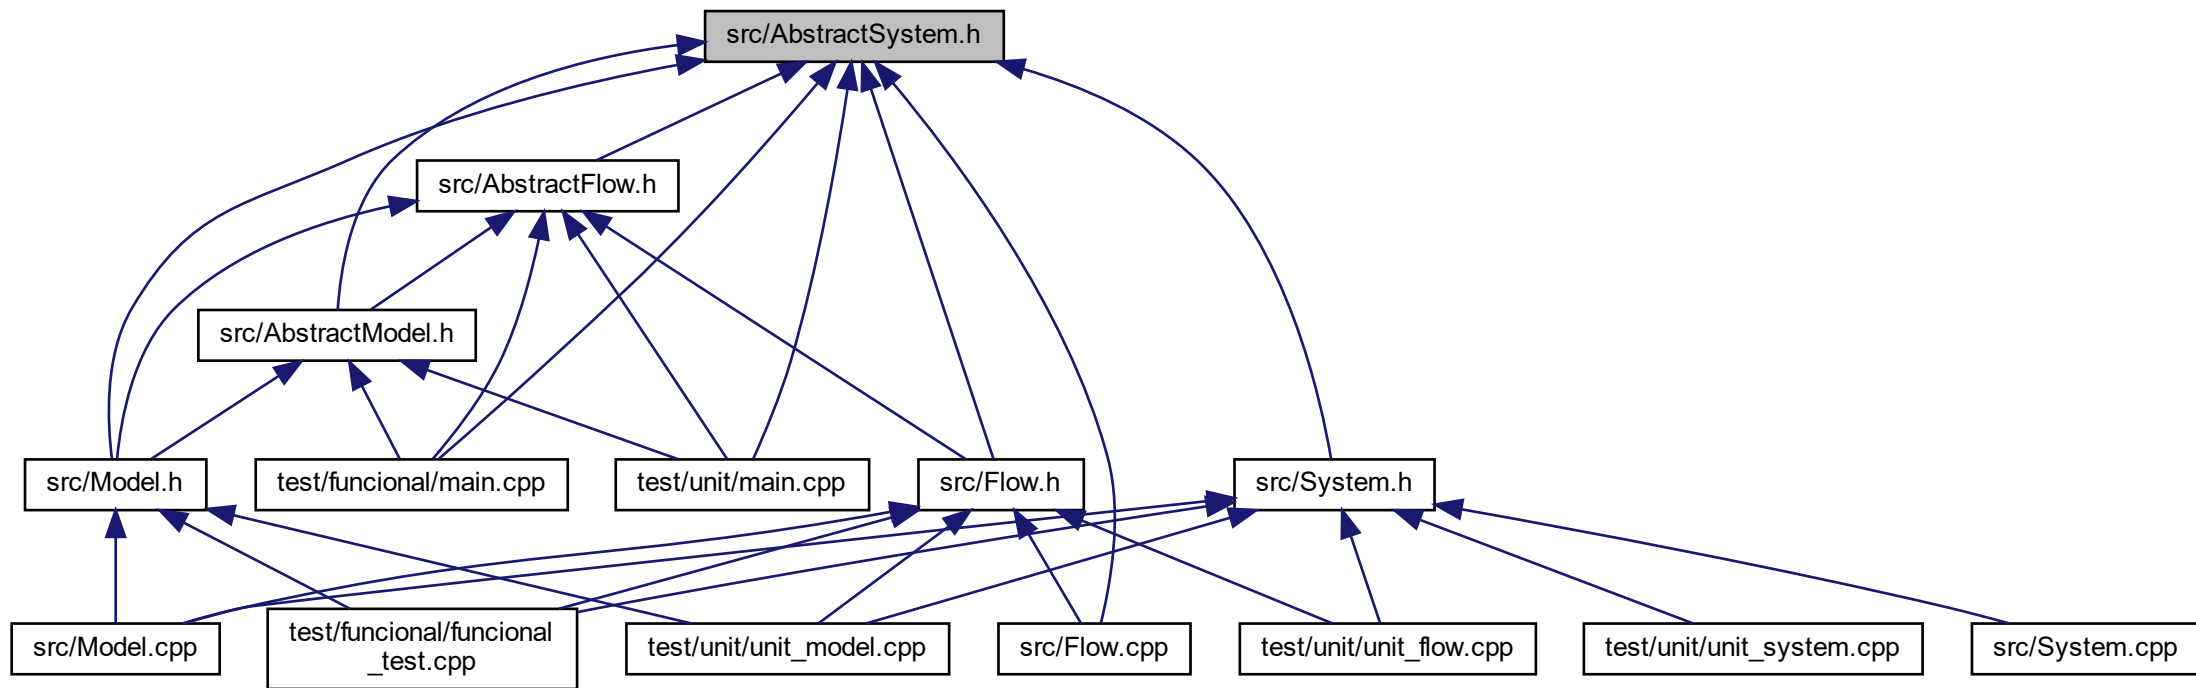 src/AbstractSystem.h
src/AbstractFlow.h
src/AbstractModel.h
src/Model.h
test/funcional/main.cpp
test/unit/main.cpp
src/Flow.h
src/System.h
src/Model.cpp
test/funcional/funcional
_test.cpp
test/unit/unit_model.cpp
src/Flow.cpp
test/unit/unit_flow.cpp
test/unit/unit_system.cpp
src/System.cpp